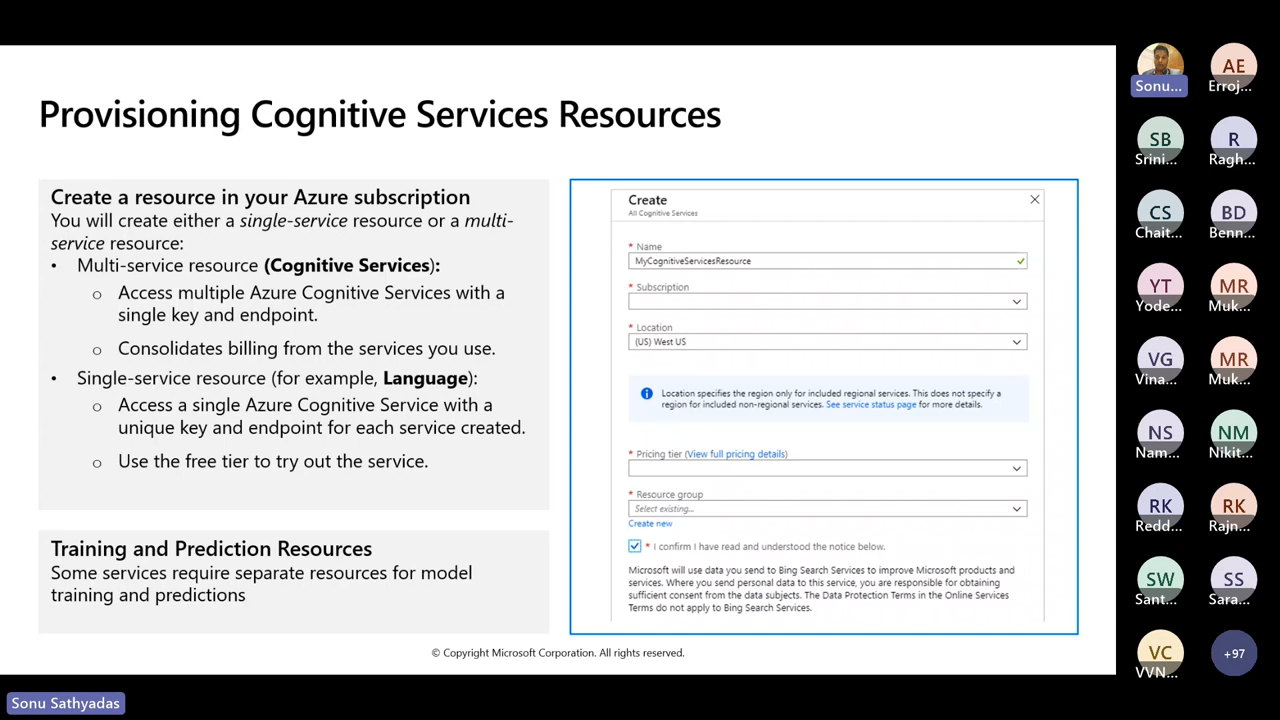 Provisioning Cognitive Services Resources
Create a resource in your Azure subscription
You will create either a single-service resource or a multi-
service resource:
• Multi-service resource (Cognitive Services):
o Access multiple Azure Cognitive Services with a
single key and endpoint.
o Consolidates billing from the services you use.
• Single-service resource (for example, Language):
o Access a single Azure Cognitive Service with a
unique key and endpoint for each service created.
o Use the free tier to try out the service.
Training and Prediction Resources
Some services require separate resources for model
training and predictions
Create
All Cognitive Services
* Name
MyCognitiveServicesResource
* Subscription
* Location
(US) West US
Location specifies the region only for included regional services. This does not specify a
region for included non-regional services. See service status page for more details.
* Pricing tier (View full pricing details)
* Resource group
Select existing...
Create new
* I confirm I have read and understood the notice below.
Microsoft will use data you send to Bing Search Services to improve Microsoft products and
services. Where you send personal data to this service, you are responsible for obtaining
sufficient consent from the data subjects. The Data Protection Terms in the Online Services
Terms do not apply to Bing Search Services.
© Copyright Microsoft Corporation. All rights reserved.
Sonu Sathyadas
Sonu...
AE
Erroj...
SB
Srini...
R
Ragh...
CS
Chait...
BD
Benn...
YT
Yode...
MR
Muk...
VG
Vina...
MR
Muk...
NS
Nam...
NM
Nikit...
RK
Redd...
RK
Rajn...
SW
Sant...
SS
Sara...
VC
VVN...
+97